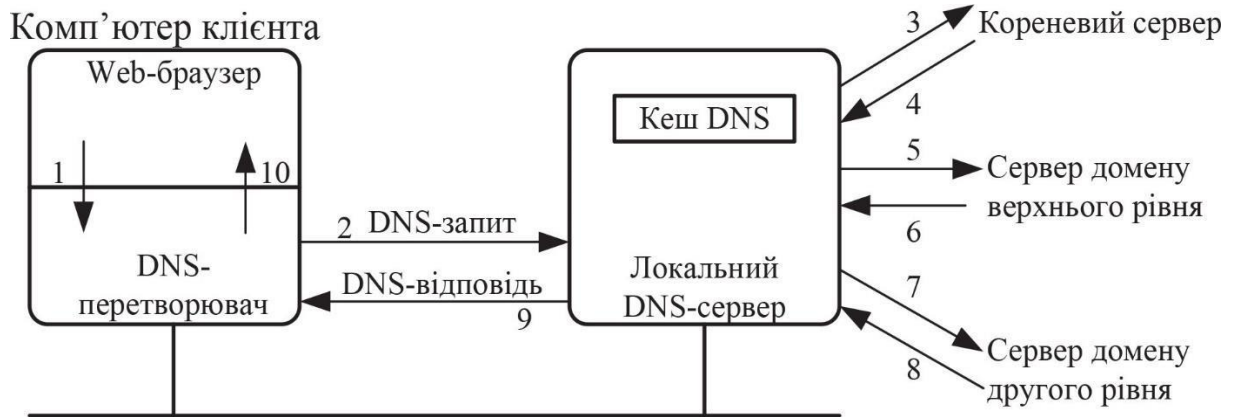 Комп’ютер клієнта
Web-браузер
1
10
DNS-
перетворювач
2 DNS-запит
DNS-відповідь
9
Кеш DNS
Локальний
DNS-сервер
3
Кореневий сервер
4
5
Сервер домену
верхнього рівня
6
7
Сервер домену
другого рівня
8